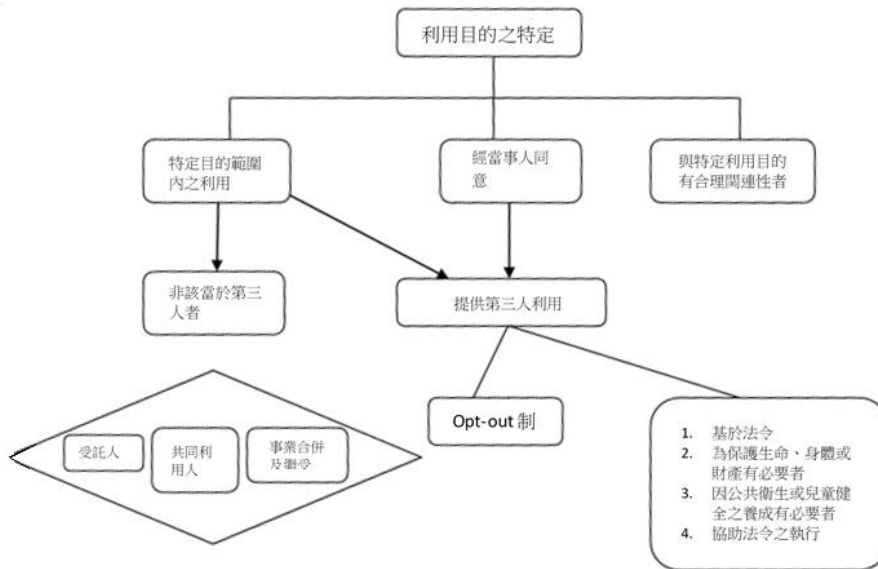 利用目的之特定
特定目的範圍
內之利用
經當事人同
意
與特定利用目的
有合理関連性者
非該當於第三
人者
提供第三人利用
Opt-out 制
受託人
共同利
用人
事業合併
及繼受
1. 基於法令
2. 為保護生命、身體或
財產有必要者
3. 因公共衛生或兒童健
全之養成有必要者
4. 協助法令之執行